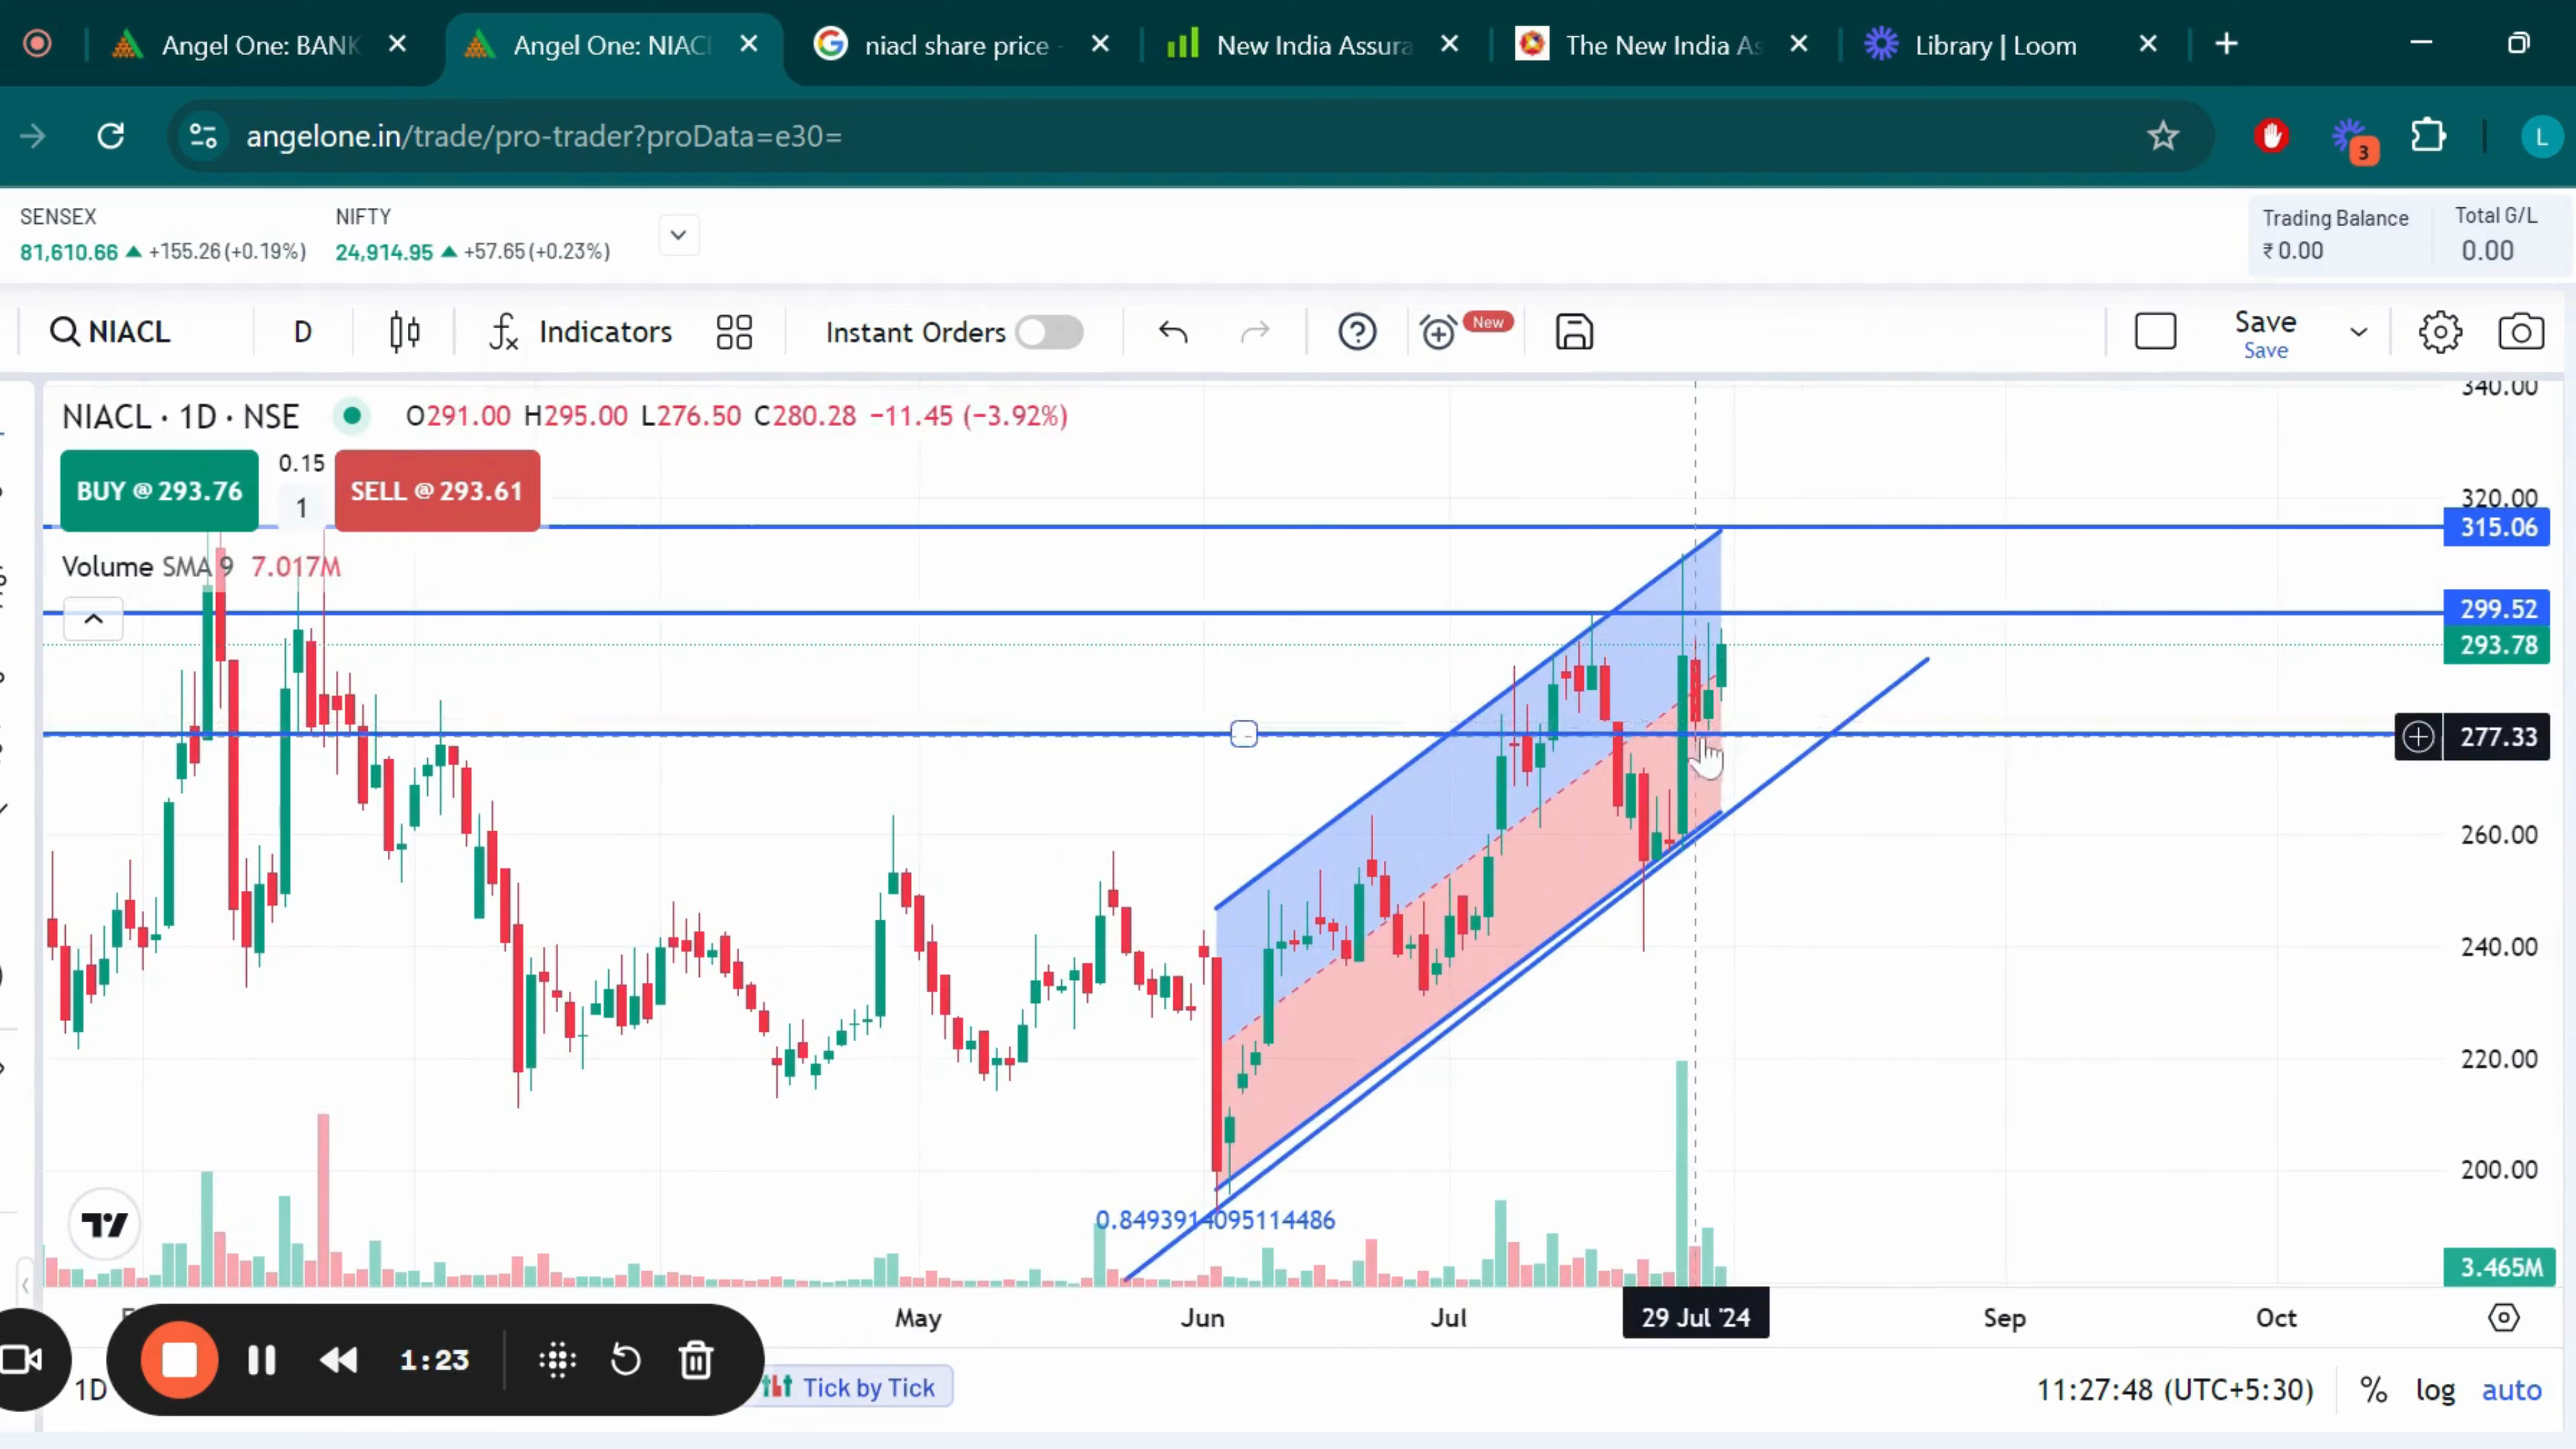 Angel One: BANK
Angel One: NIACL
niacl share price -
New India Assura
The New India As
Library | Loom
angelone.in/trade/pro-trader?proData=e30=
3
L
SENSEX
81,610.66 +155.26(+0.19%)
NIFTY
24,914.95 +57.65(+0.23%)
Trading Balance
₹ 0.00
Total G/L
0.00
NIACL
D
fx Indicators
Instant Orders
New
Save
Save
NIACL · 1D · NSE
O291.00 H295.00 L276.50 C280.28 −11.45 (−3.92%)
BUY @ 293.76
0.15
1
SELL @ 293.61
Volume SMA 9 7.017M
340.00
320.00
315.06
299.52
293.78
277.33
260.00
240.00
220.00
200.00
3.465M
0.8493914095114486
May
Jun
Jul
29 Jul '24
Sep
Oct
1:23
1D
Tick by Tick
11:27:48 (UTC+5:30)
%
log
auto